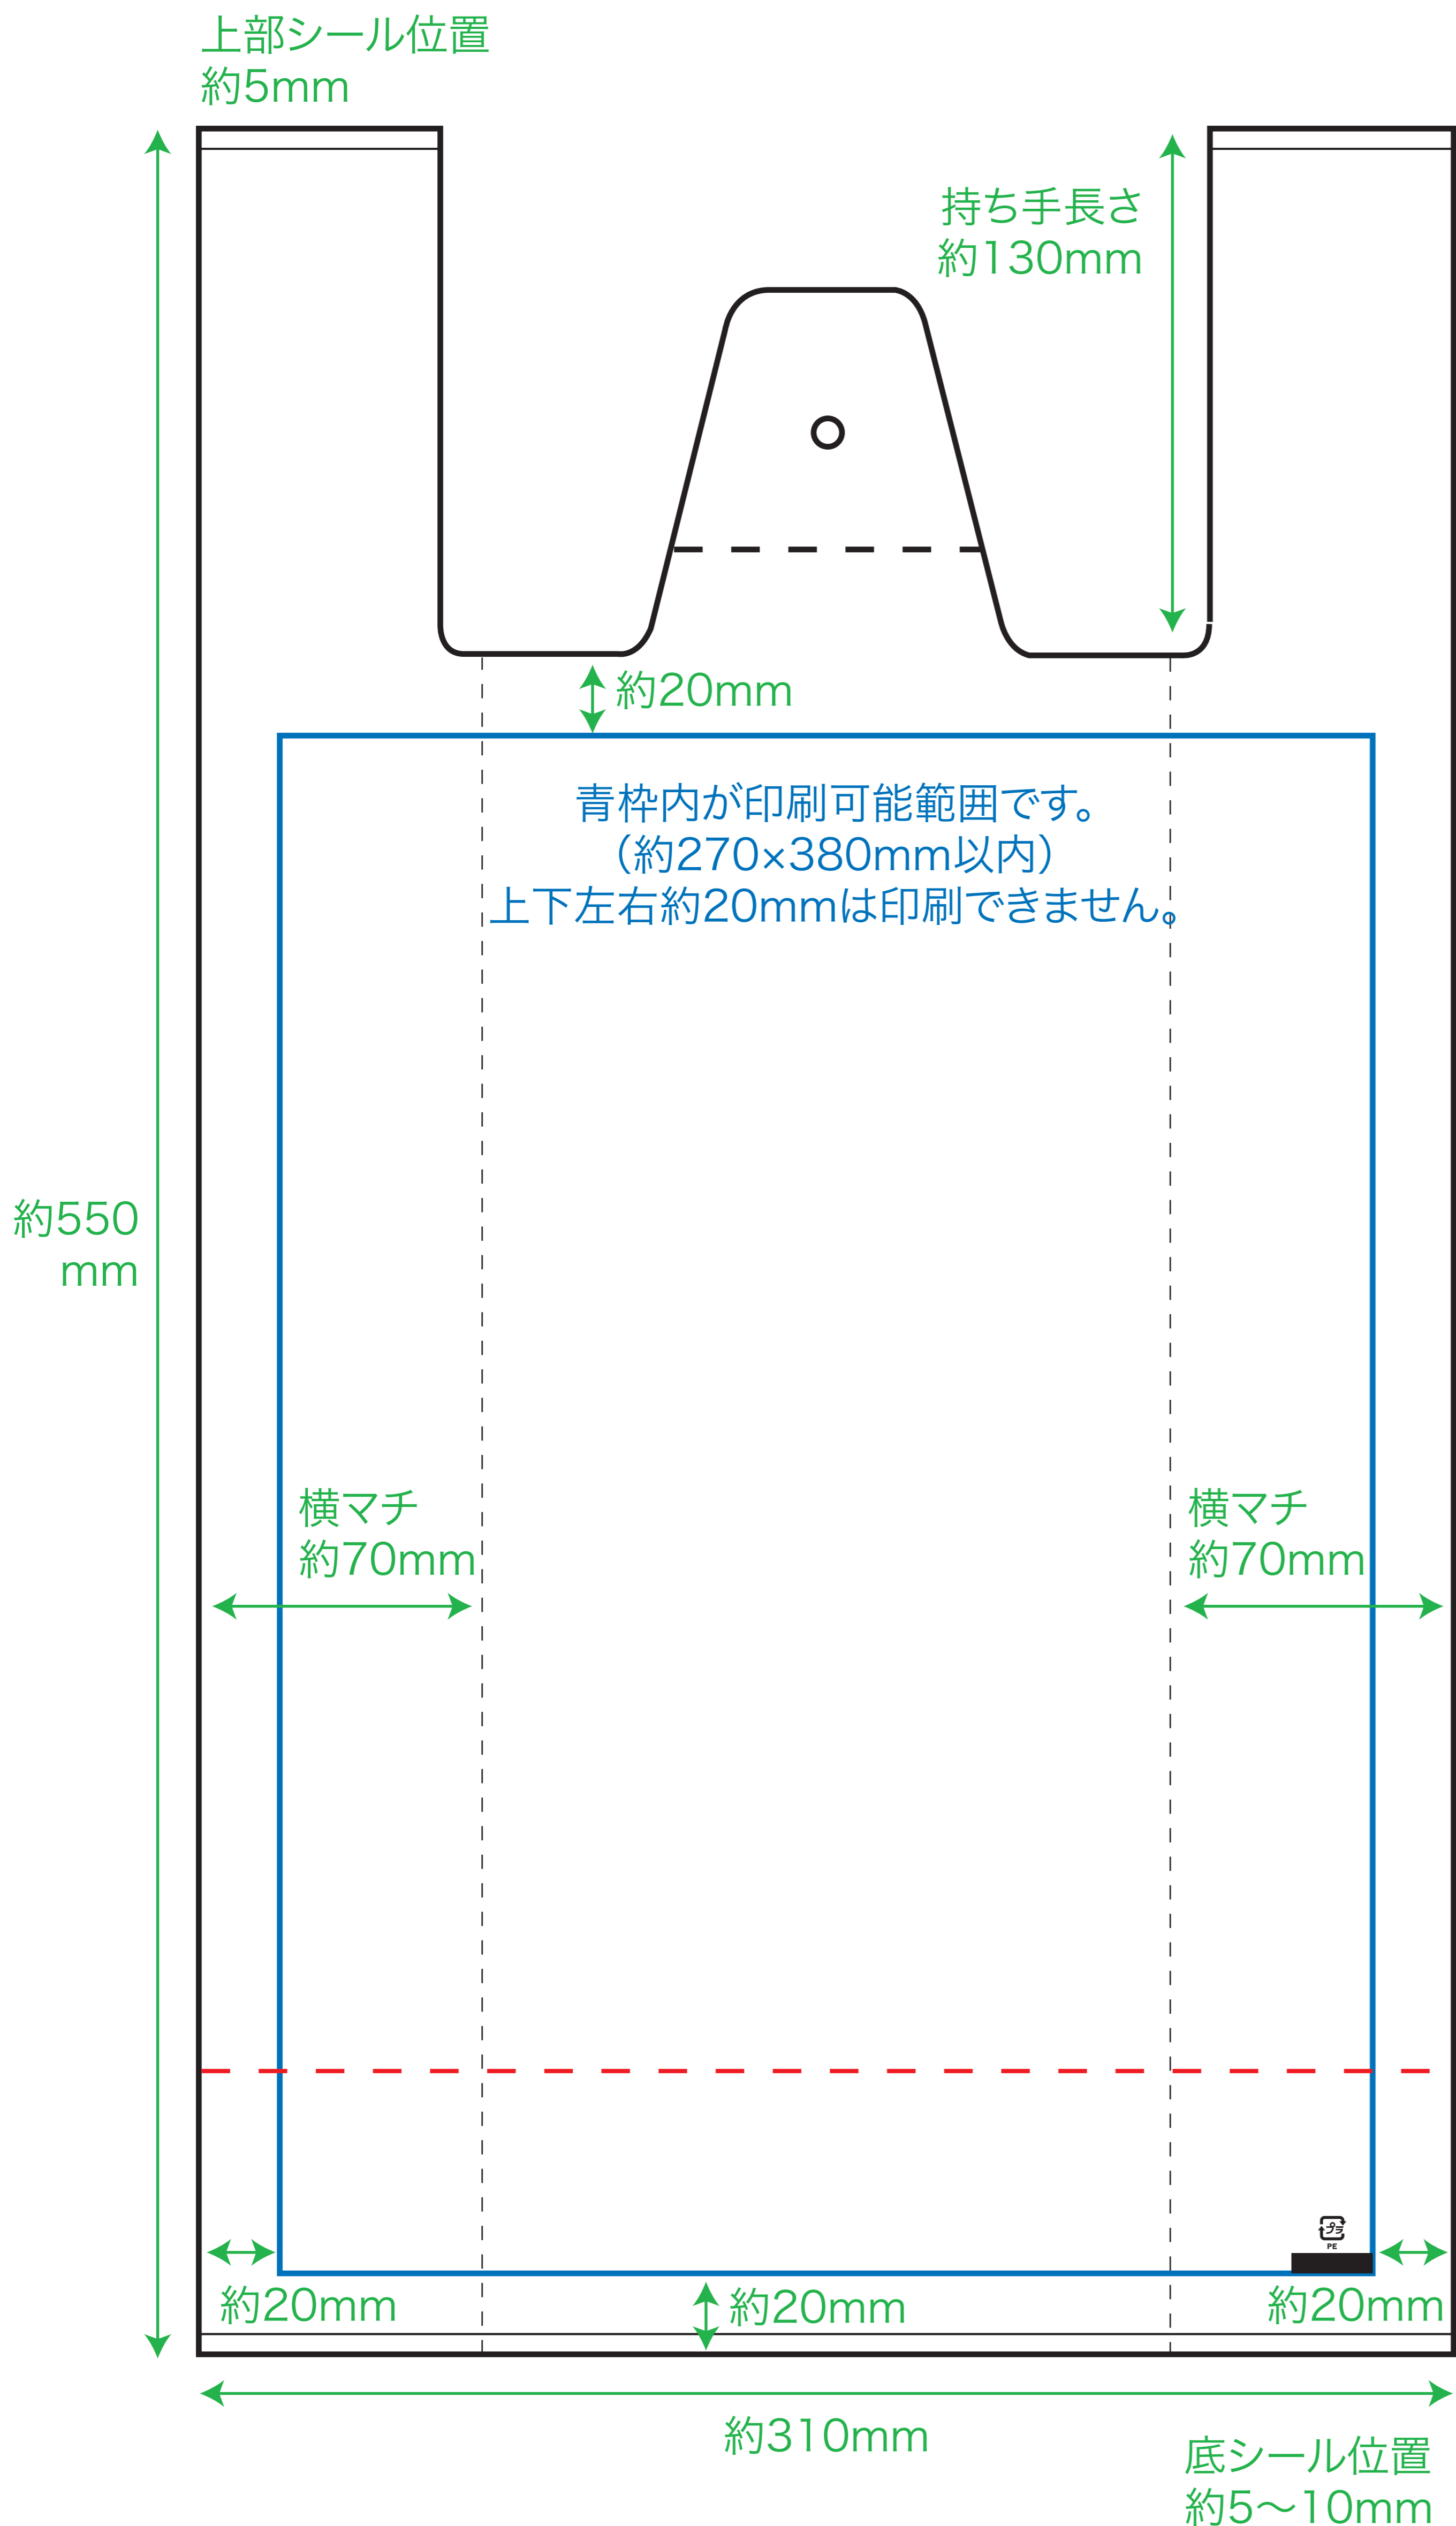 上部シール位置
約5mm
持ち手長さ
約130mm
約20mm
青枠内が印刷可能範囲です。
（約270×380mm以内）
上下左右約20mmは印刷できません。
約550
mm
横マチ
約70mm
横マチ
約70mm
プラ
PE
約20mm
約20mm
約20mm
約310mm
底シール位置
約5～10mm